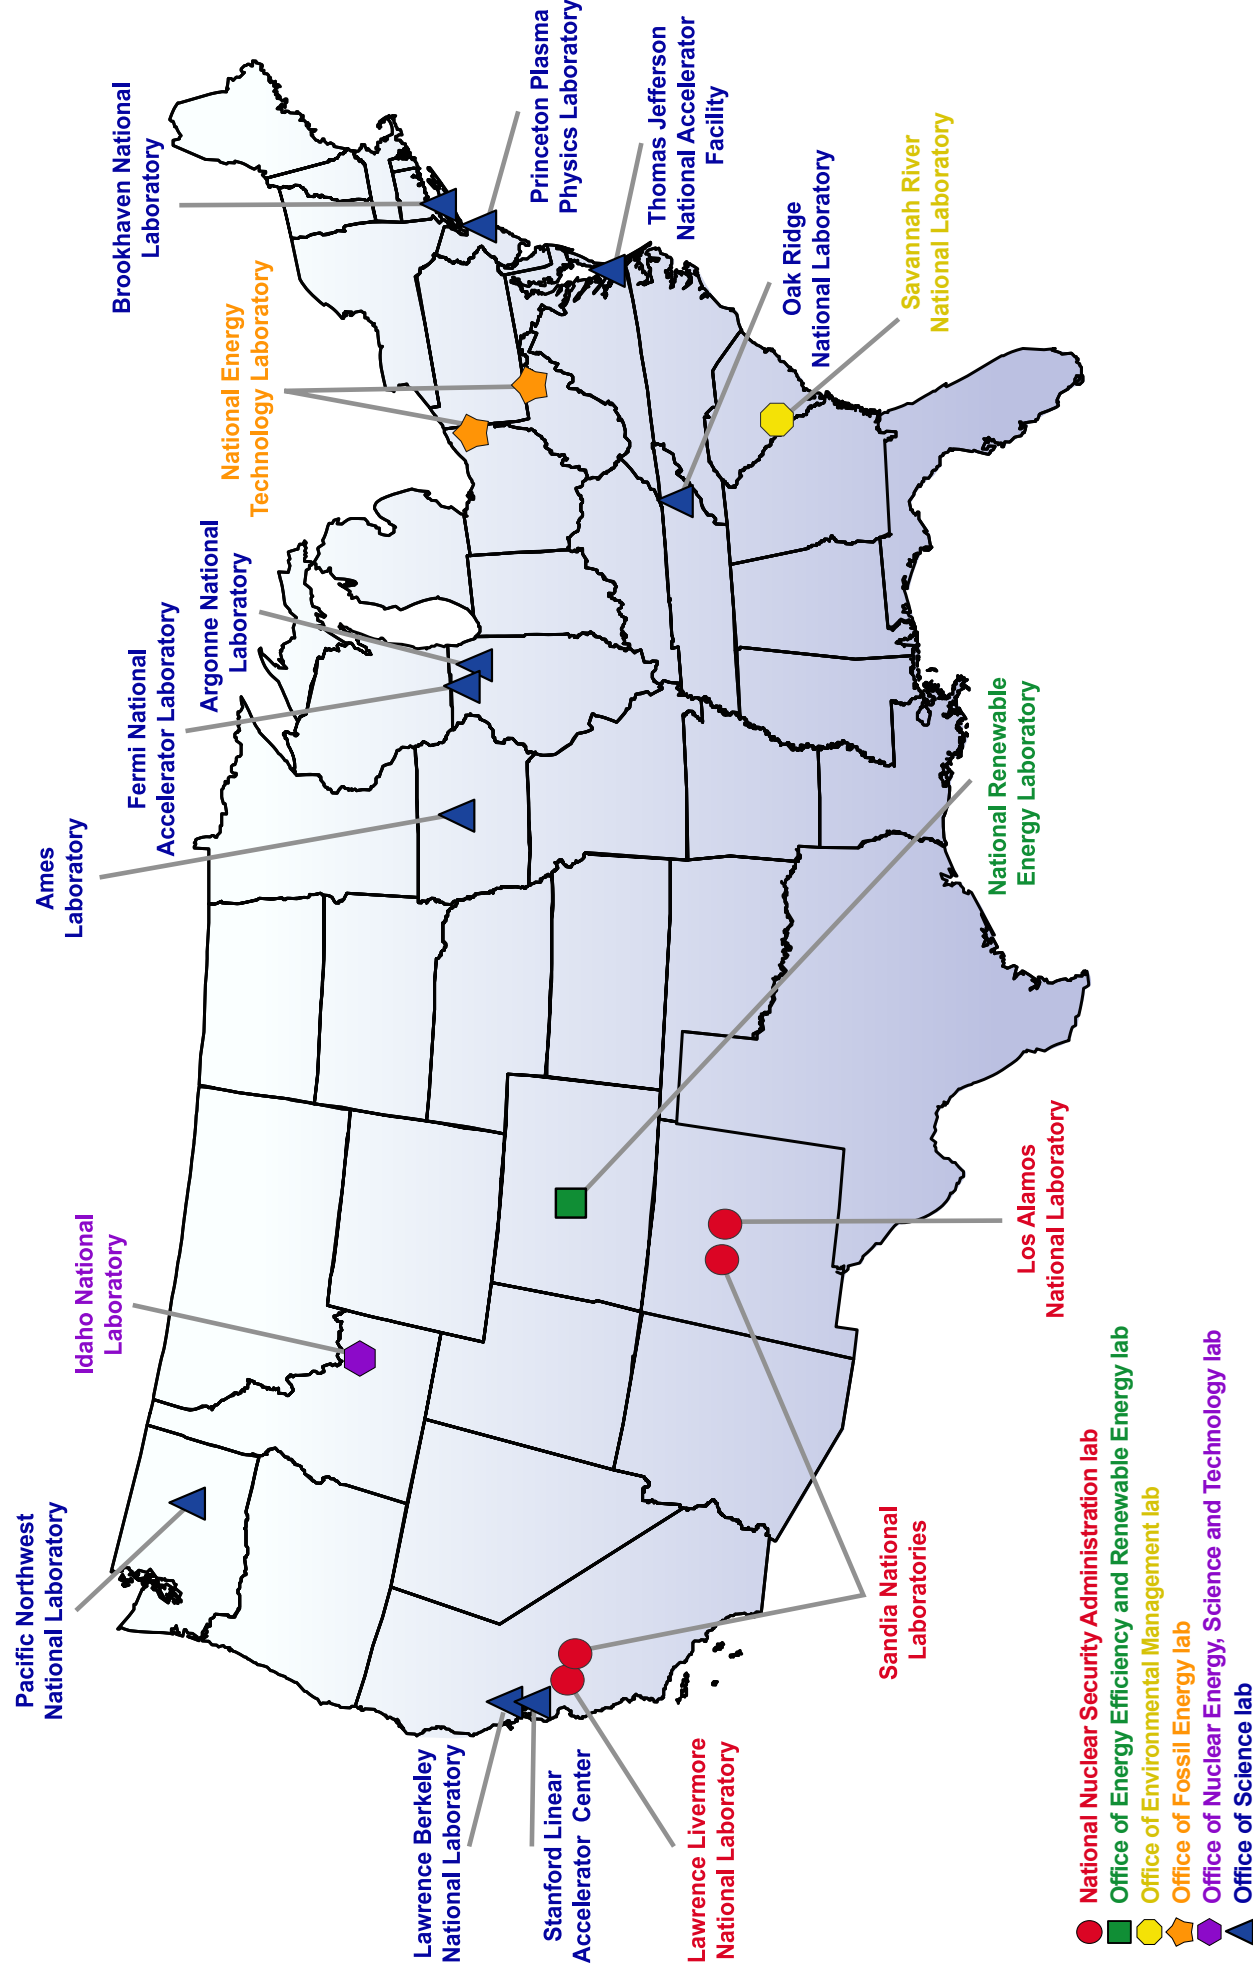 Pacific Northwest
National Laboratory
Idaho National
Laboratory
Ames
Laboratory
Fermi National
Accelerator Laboratory
Argonne National
Laboratory
National Energy
Technology Laboratory
Brookhaven National
Laboratory
Princeton Plasma
Physics Laboratory
Thomas Jefferson
National Accelerator
Facility
Oak Ridge
National Laboratory
Savannah River
National Laboratory
Lawrence Berkeley
National Laboratory
Stanford Linear
Accelerator Center
Lawrence Livermore
National Laboratory
Sandia National
Laboratories
Los Alamos
National Laboratory
National Renewable
Energy Laboratory
National Nuclear Security Administration lab
Office of Energy Efficiency and Renewable Energy lab
Office of Environmental Management lab
Office of Fossil Energy lab
Office of Nuclear Energy, Science and Technology lab
Office of Science lab